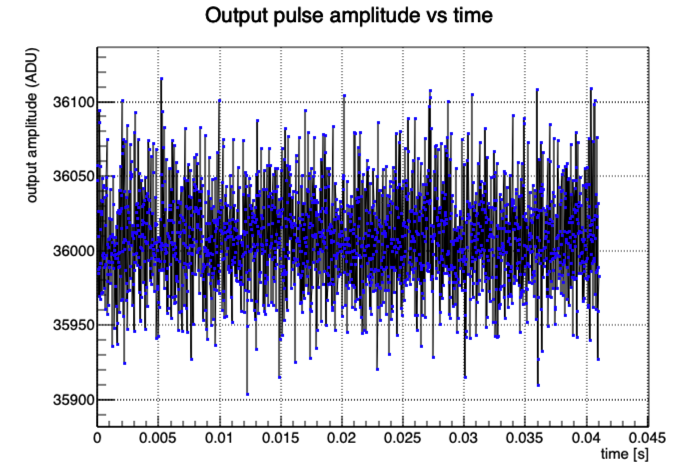 Output pulse amplitude vs time
output amplitude (ADU)
36100
36050
36000
35950
35900
0 0.005 0.01 0.015 0.02 0.025 0.03 0.035 0.04 0.045
time [s]